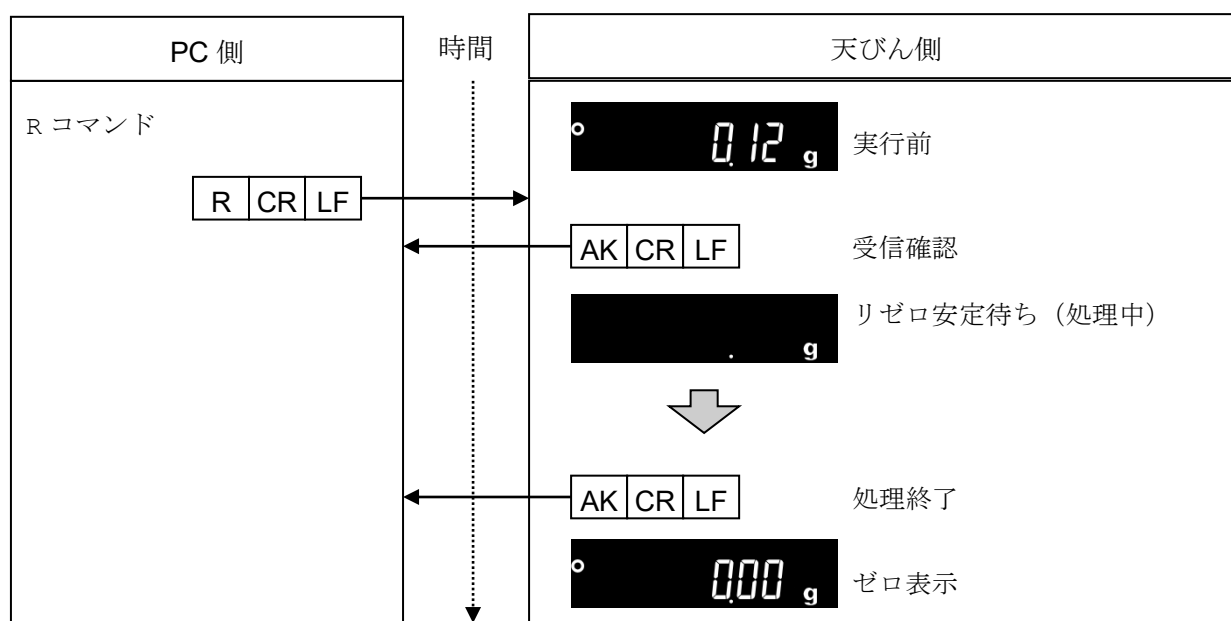 PC 側
時間
天びん側
R コマンド
0.12 g
実行前
R CR LF
AK CR LF
受信確認
. g
リゼロ安定待ち（処理中）
AK CR LF
処理終了
0.00 g
ゼロ表示